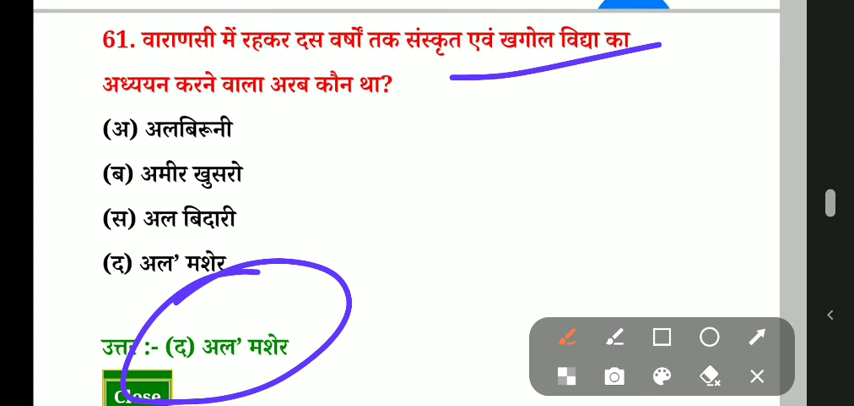 61. वाराणसी में रहकर दस वर्षों तक संस्कृत एवं खगोल विद्या का
अध्ययन करने वाला अरब कौन था?
(अ) अलबिरूनी
(ब) अमीर खुसरो
(स) अल बिदारी
(द) अल’ मशेर
उत्तर :- (द) अल’ मशेर
Close